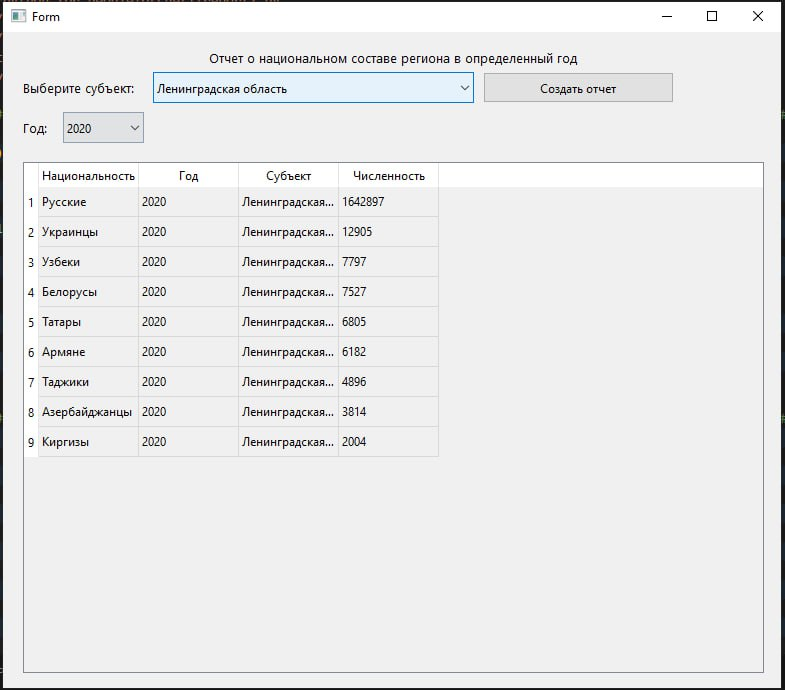 Form
Отчет о национальном составе региона в определенный год
Выберите субъект: Ленинградская область Создать отчет
Год: 2020
Национальность Год Субъект Численность
1 Русские 2020 Ленинградская... 1642897
2 Украинцы 2020 Ленинградская... 12905
3 Узбеки 2020 Ленинградская... 7797
4 Белорусы 2020 Ленинградская... 7527
5 Татары 2020 Ленинградская... 6805
6 Армяне 2020 Ленинградская... 6182
7 Таджики 2020 Ленинградская... 4896
8 Азербайджанцы 2020 Ленинградская... 3814
9 Киргизы 2020 Ленинградская... 2004